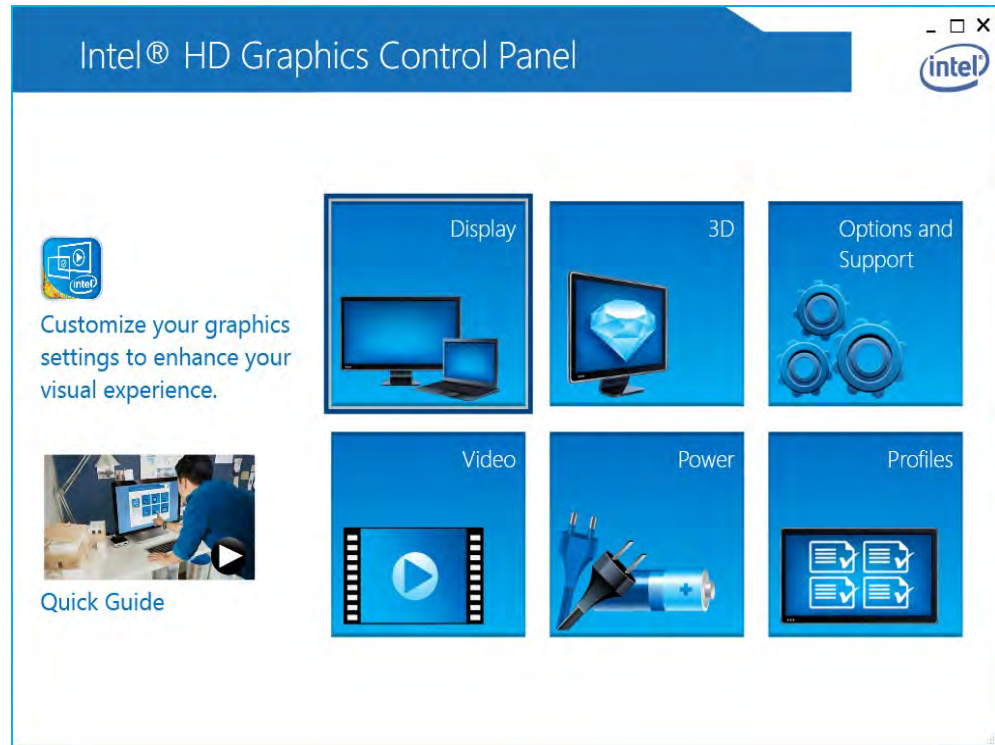 Intel® HD Graphics Control Panel
intel
Display
3D
Options and
Support
intel
Customize your graphics
settings to enhance your
visual experience.
Video
Power
Profiles
Quick Guide